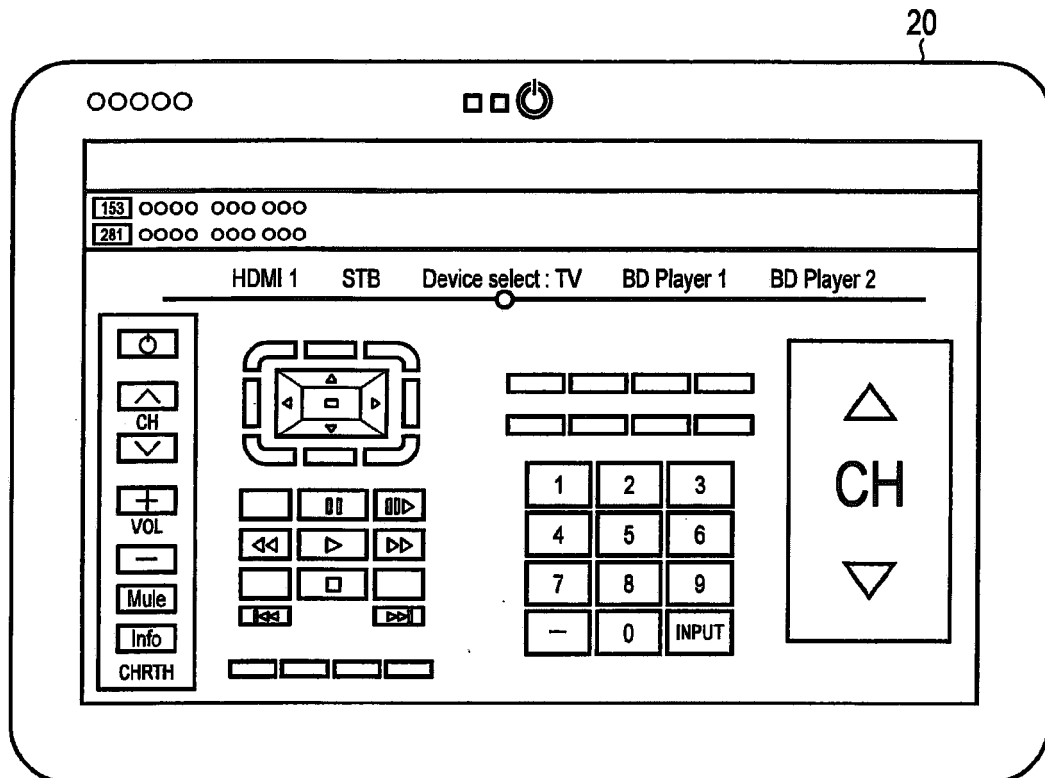 20
OOOOO
153 OOOO OOO OOO
281 OOOO OOO OOO
HDMI 1 STB Device select : TV BD Player 1 BD Player 2
CH
VOL
Mule
Info
CHRTH
1 2 3
4 5 6
7 8 9
– 0 INPUT
CH